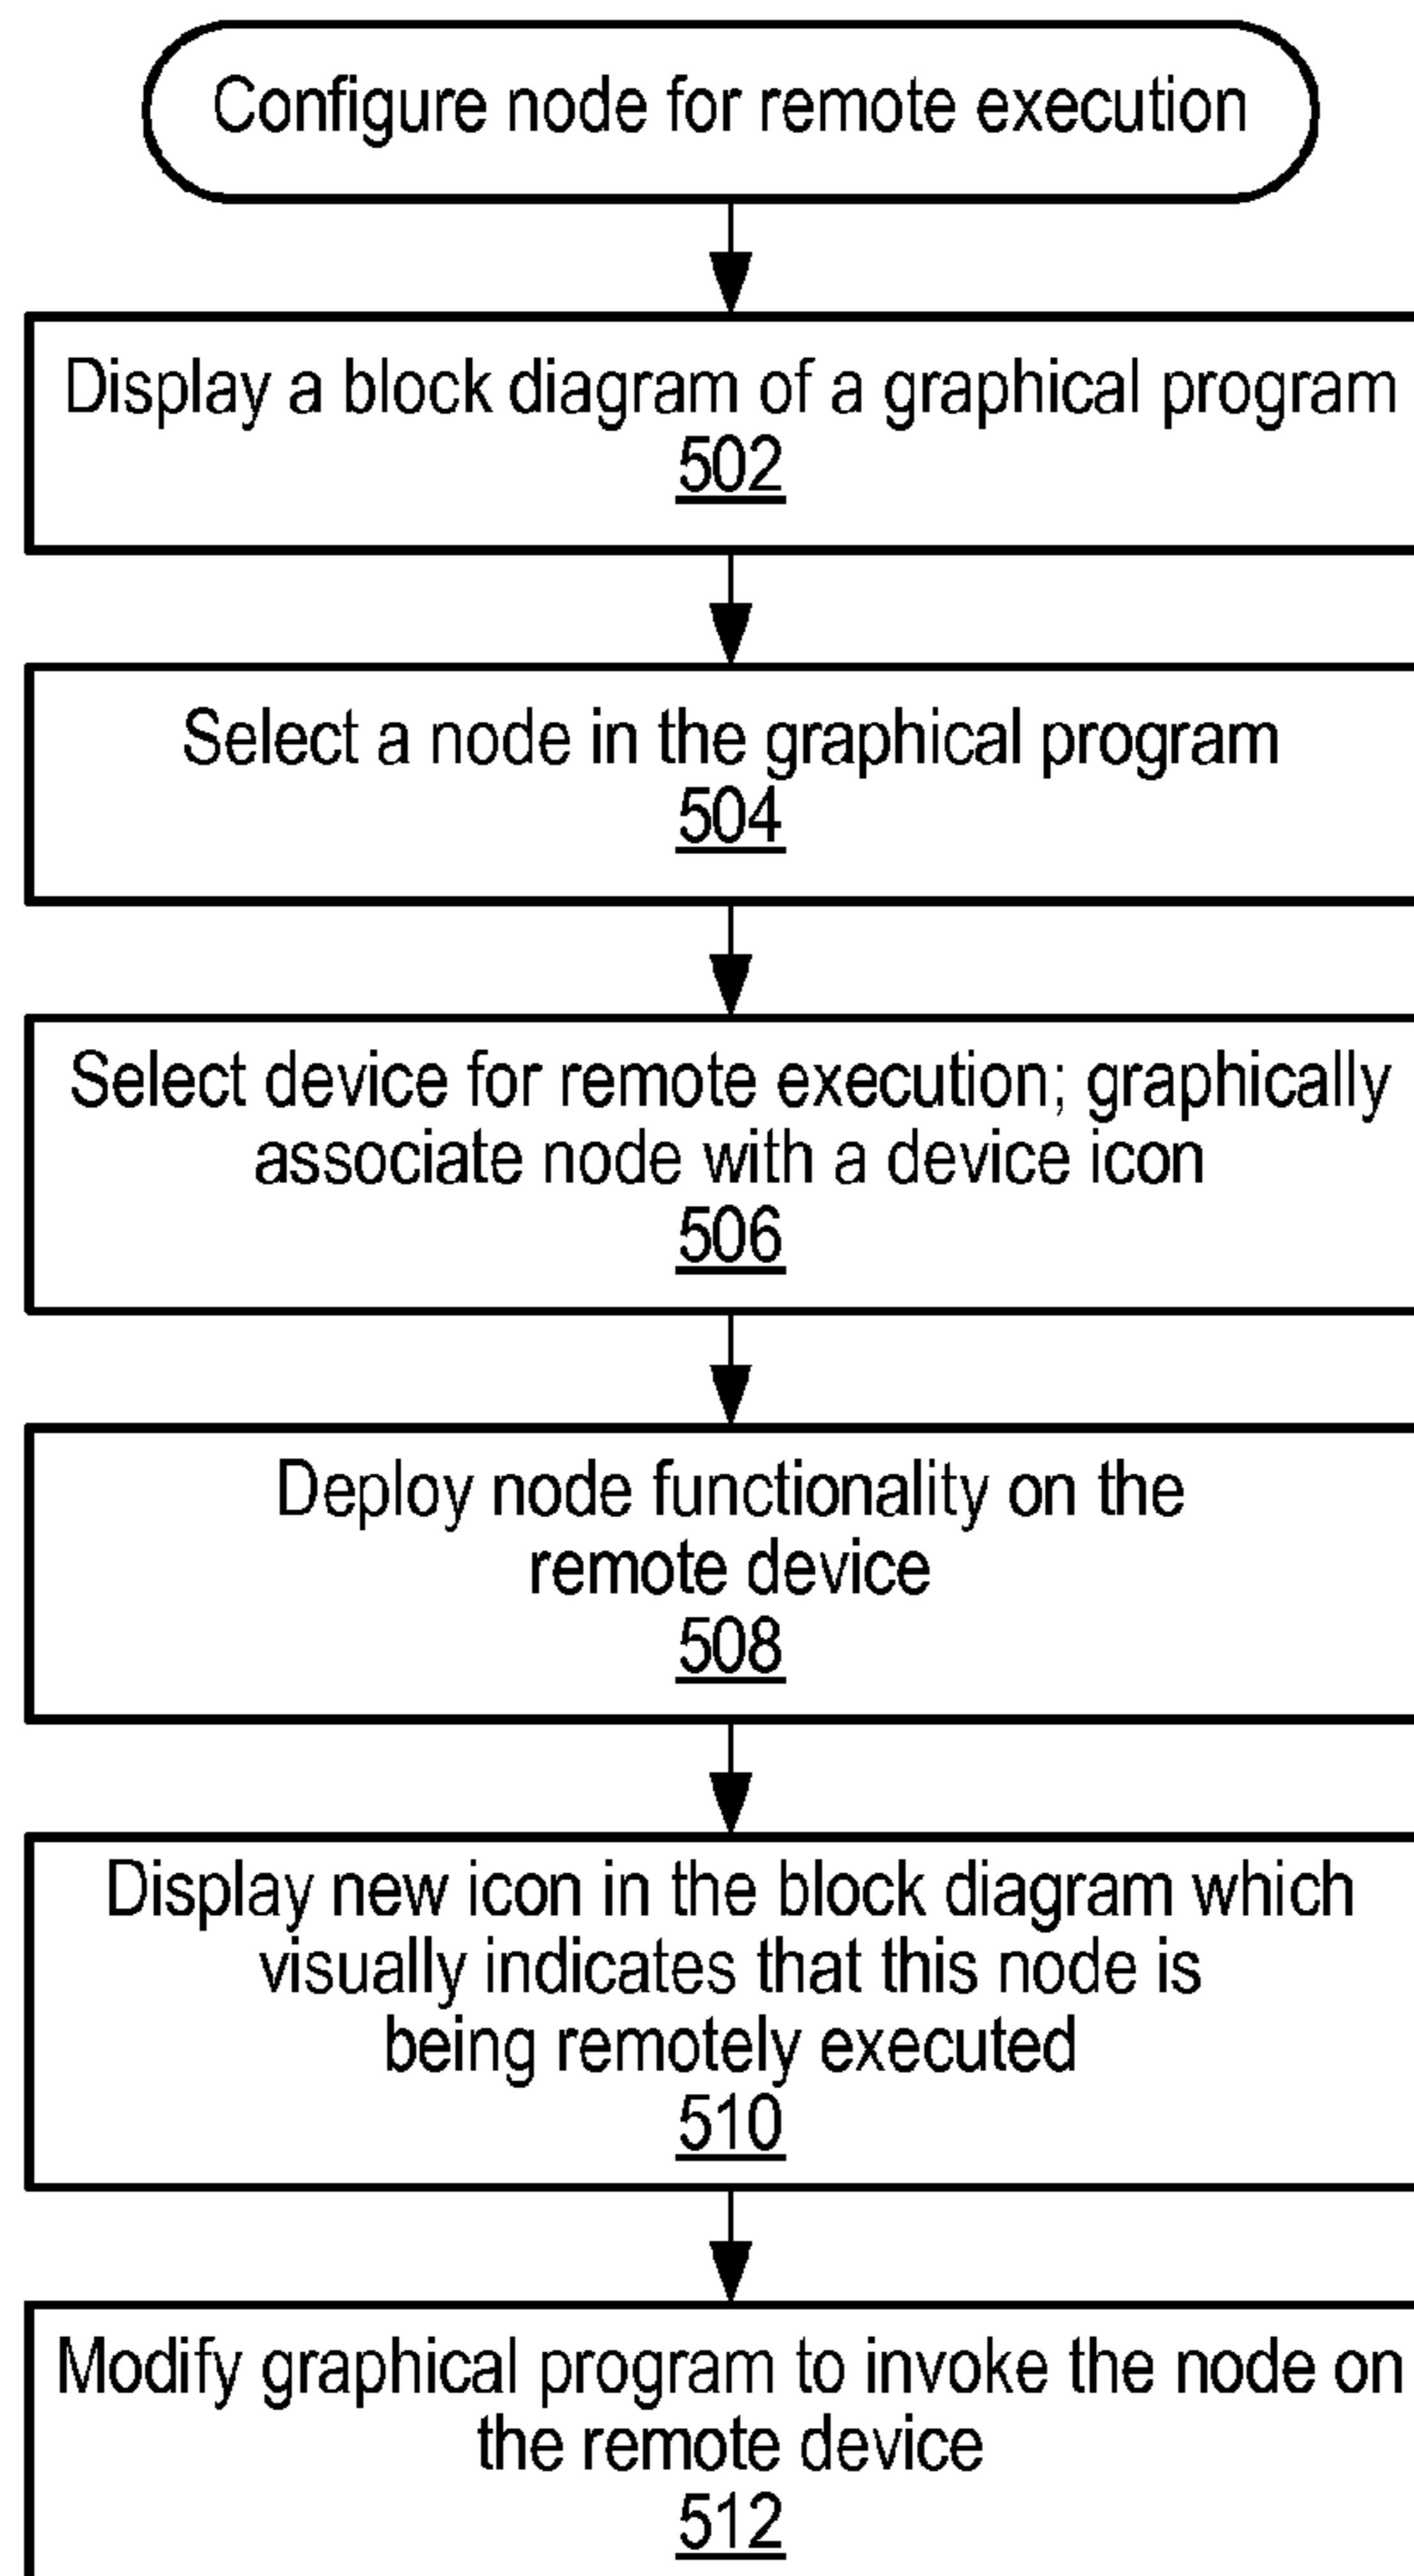 Configure node for remote execution
Display a block diagram of a graphical program
502
Select a node in the graphical program
504
Select device for remote execution; graphically
associate node with a device icon
506
Deploy node functionality on the
remote device
508
Display new icon in the block diagram which
visually indicates that this node is
being remotely executed
510
Modify graphical program to invoke the node on
the remote device
512